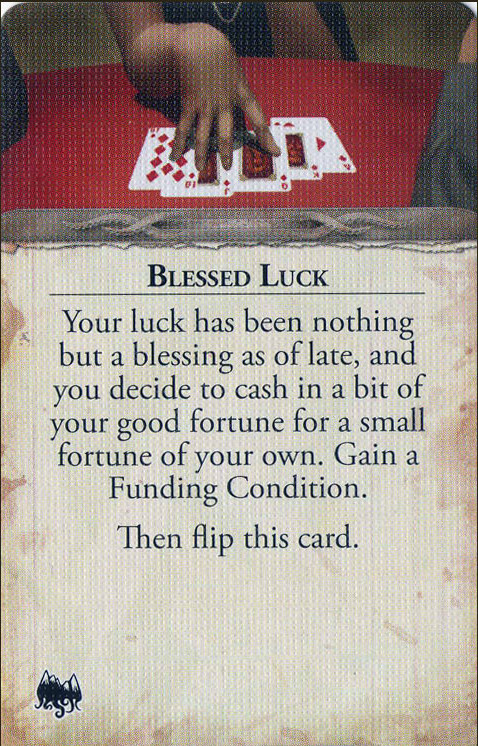 10
J
Q
K
A
BLESSED LUCK
Your luck has been nothing
but a blessing as of late, and
you decide to cash in a bit of
your good fortune for a small
fortune of your own. Gain a
Funding Condition.
Then flip this card.